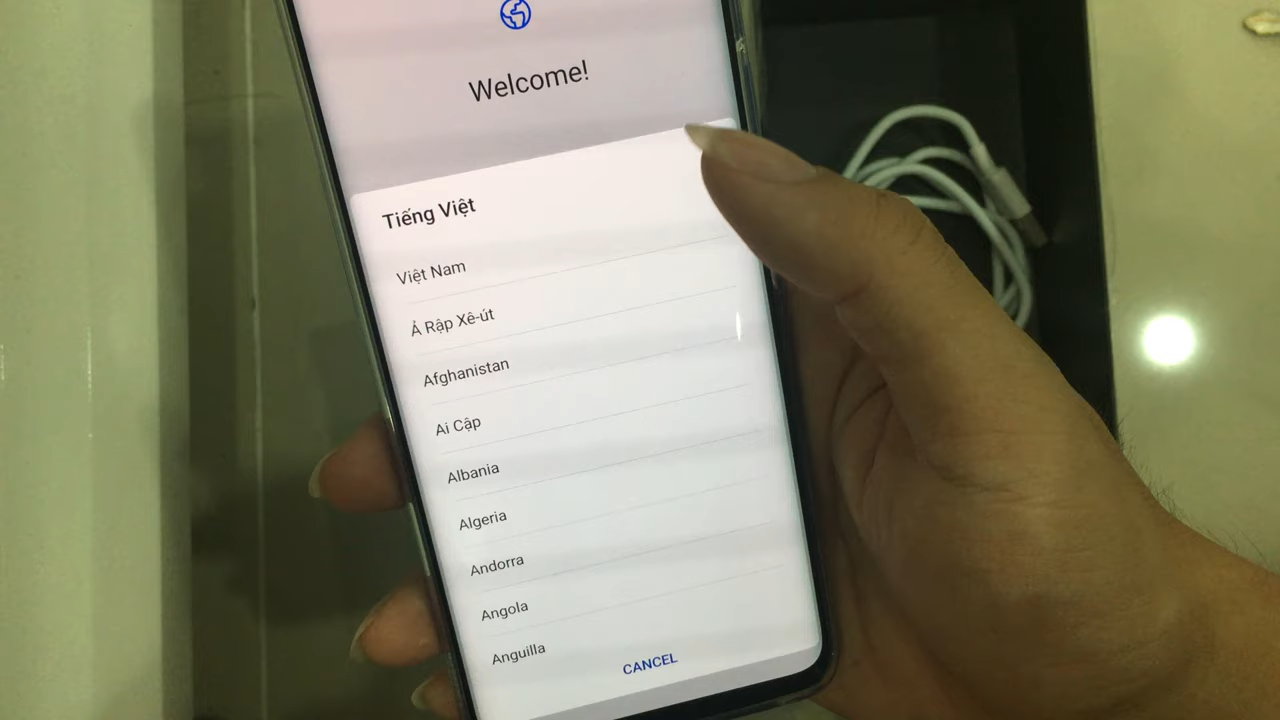 Welcome!
Tiếng Việt
Việt Nam
Ả Rập Xê-út
Afghanistan
Ai Cập
Albania
Algeria
Andorra
Angola
Anguilla
CANCEL